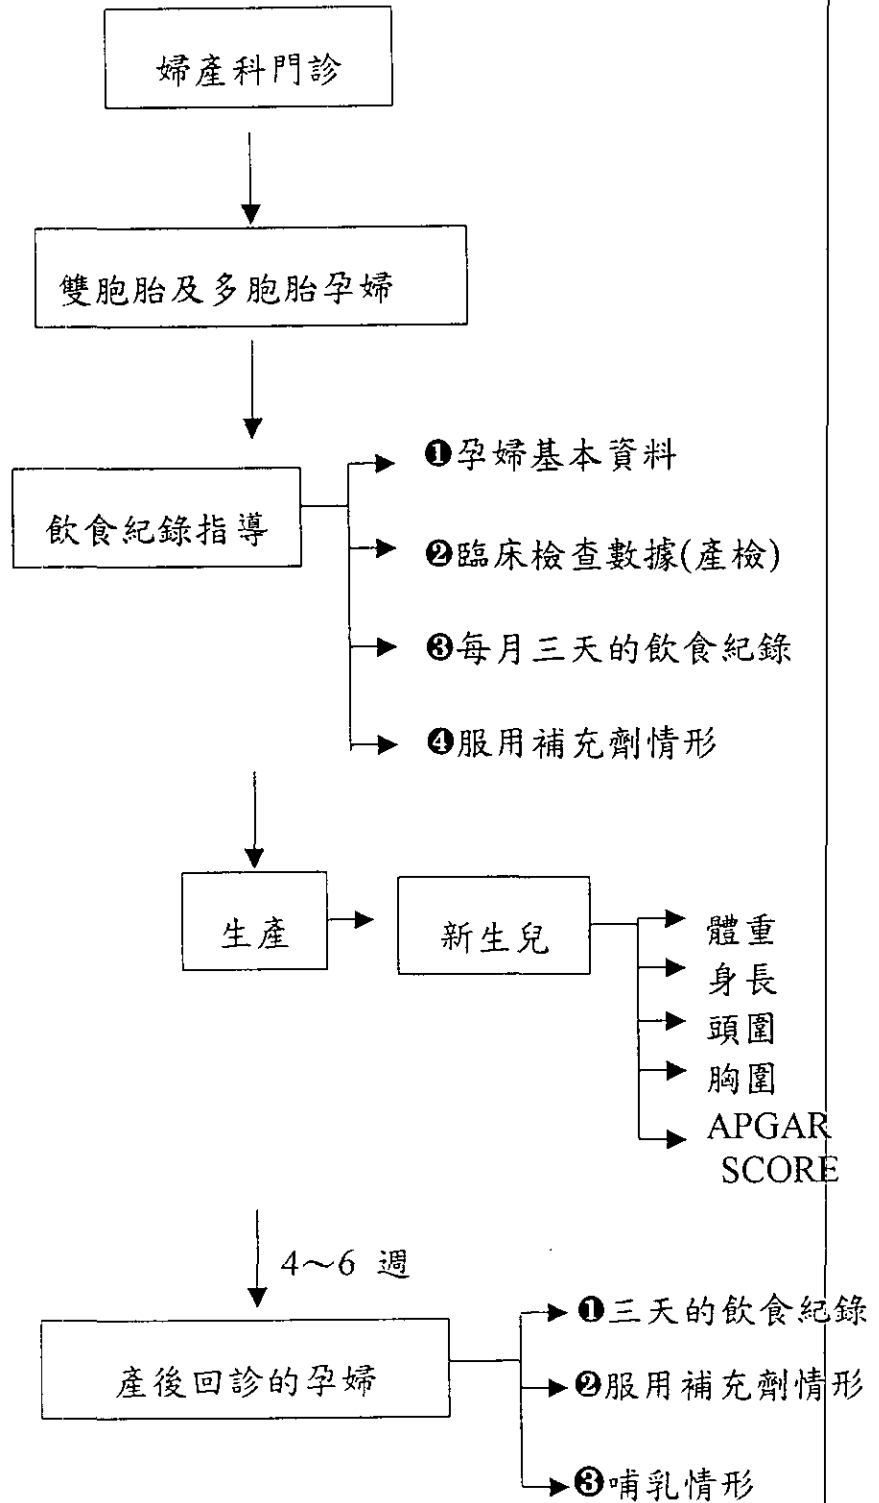 婦產科門診
雙胞胎及多胞胎孕婦
飲食紀錄指導
❶孕婦基本資料
❷臨床檢查數據(產檢)
❸每月三天的飲食紀錄
❹服用補充劑情形
生產
新生兒
體重
身長
頭圍
胸圍
APGAR
SCORE
4～6 週
產後回診的孕婦
❶三天的飲食紀錄
❷服用補充劑情形
❸哺乳情形